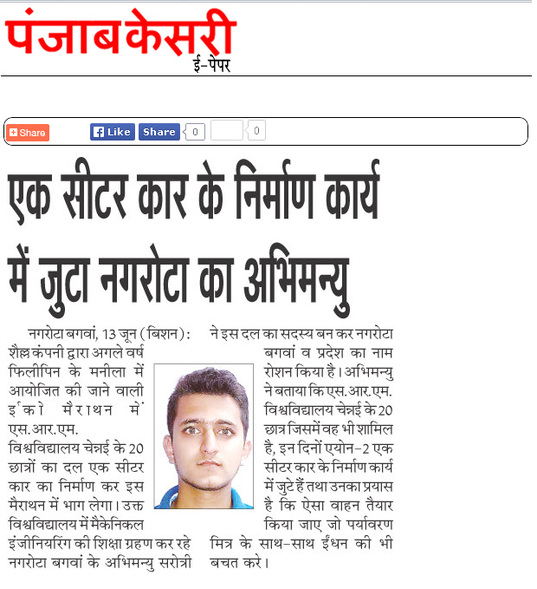 पंजाब केसरी
ई-पेपर
Share
Like
Share
0
0
एक सीटर कार के निर्माण कार्य
में जुटा नगरोटा का अभिमन्यु
नगरोटा बगवां, 13 जून (बिशन) :
शैल्ल कंपनी द्वारा अगले वर्ष
फिलीपिन के मनीला में
आयोजित की जाने वाली
ईको मैराथन में
एस.आर.एम.
विश्वविद्यालय चेन्नई के 20
छात्रों का दल एक सीटर
कार का निर्माण कर इस
मैराथन में भाग लेगा। उक्त
विश्वविद्यालय में मैकेनिकल
इंजीनियरिंग की शिक्षा ग्रहण कर रहे
नगरोटा बगवां के अभिमन्यु सरोत्री
ने इस दल का सदस्य बन कर नगरोटा
बगवां व प्रदेश का नाम
रोशन किया है। अभिमन्यु
ने बताया कि एस.आर.एम.
विश्वविद्यालय चेन्नई के 20
छात्र जिसमें वह भी शामिल
है, इन दिनों एयोन-2 एक
सीटर कार के निर्माण कार्य
में जुटे हैं तथा उनका प्रयास
है कि ऐसा वाहन तैयार
किया जाए जो पर्यावरण
मित्र के साथ-साथ ईंधन की भी
बचत करे।